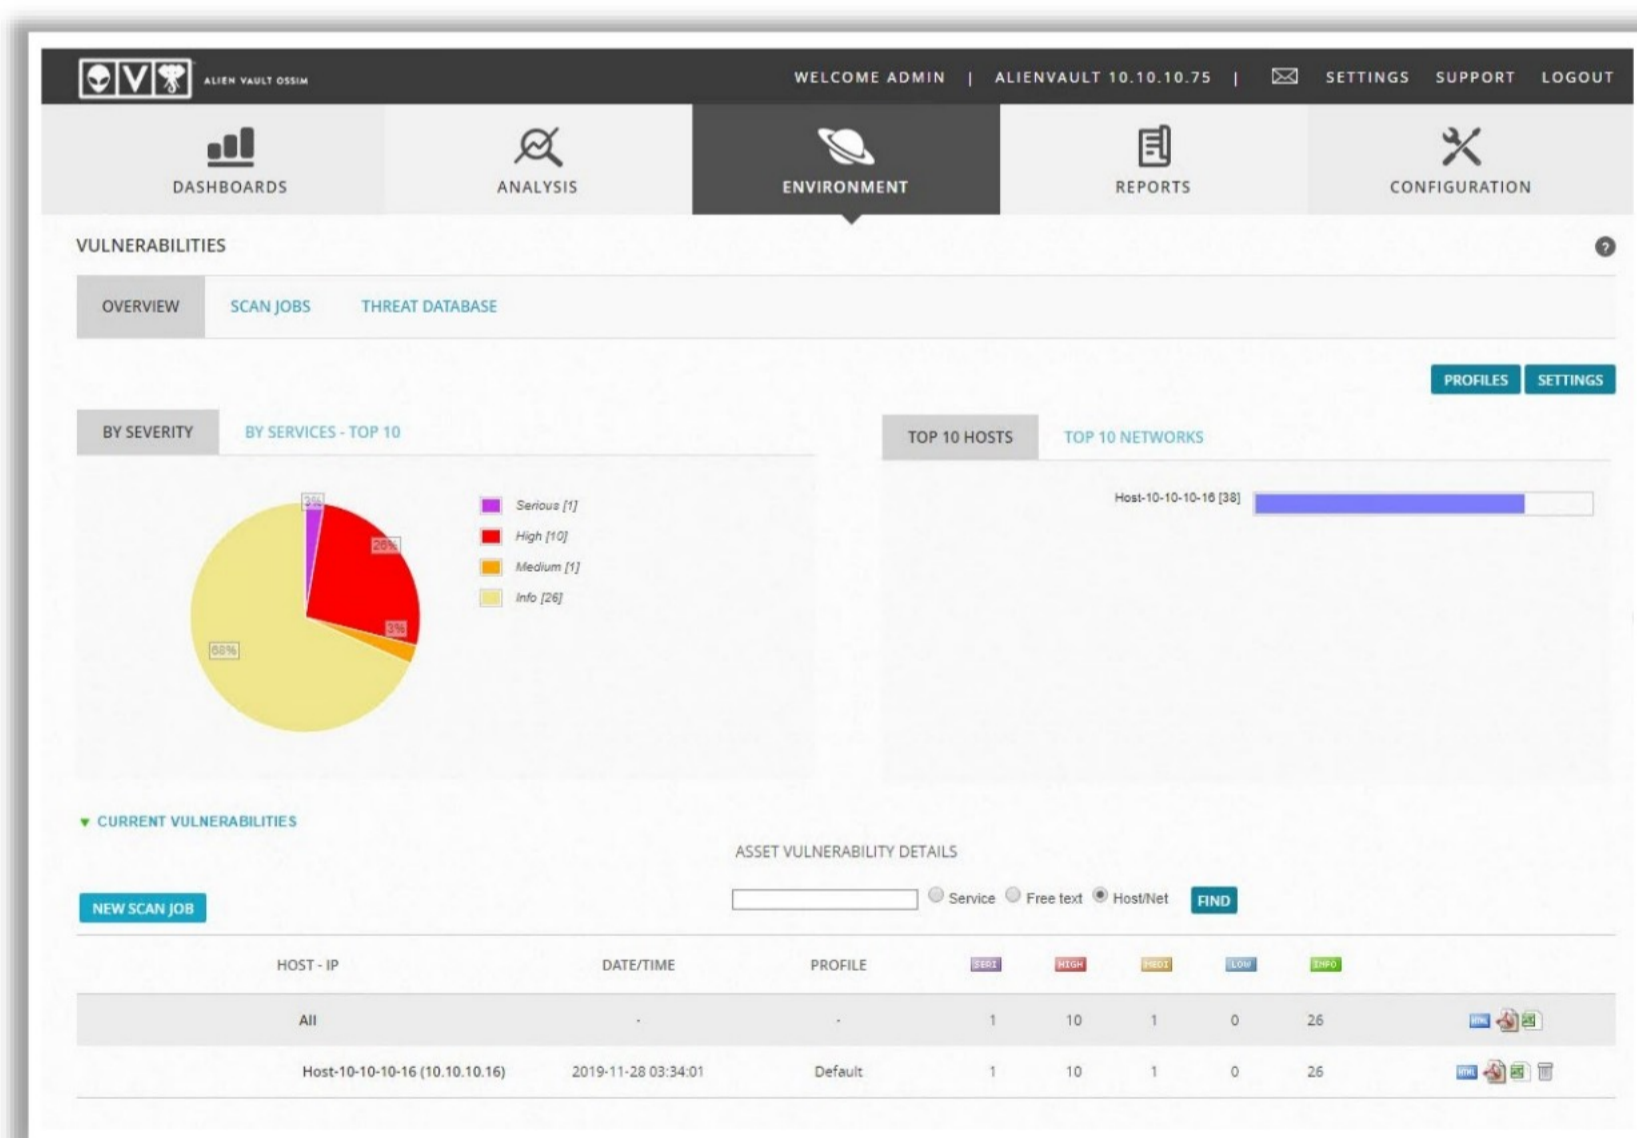 V ALIEN VAULT OSSIM WELCOME ADMIN | ALIENVAULT 10.10.10.75 | SETTINGS SUPPORT LOGOUT
DASHBOARDS ANALYSIS ENVIRONMENT REPORTS CONFIGURATION
VULNERABILITIES ?
OVERVIEW SCAN JOBS THREAT DATABASE
PROFILES SETTINGS
BY SEVERITY BY SERVICES - TOP 10
3%
26%
3%
68%
Serious [1]
High [10]
Medium [1]
Info [26]
TOP 10 HOSTS TOP 10 NETWORKS
Host-10-10-10-16 [38]
CURRENT VULNERABILITIES
ASSET VULNERABILITY DETAILS
NEW SCAN JOB Service Free text Host/Net FIND
HOST - IP DATE/TIME PROFILE SERI HIGH MEDI LOW INFO
All - - 1 10 1 0 26 HTML
Host-10-10-10-16 (10.10.10.16) 2019-11-28 03:34:01 Default 1 10 1 0 26 HTML